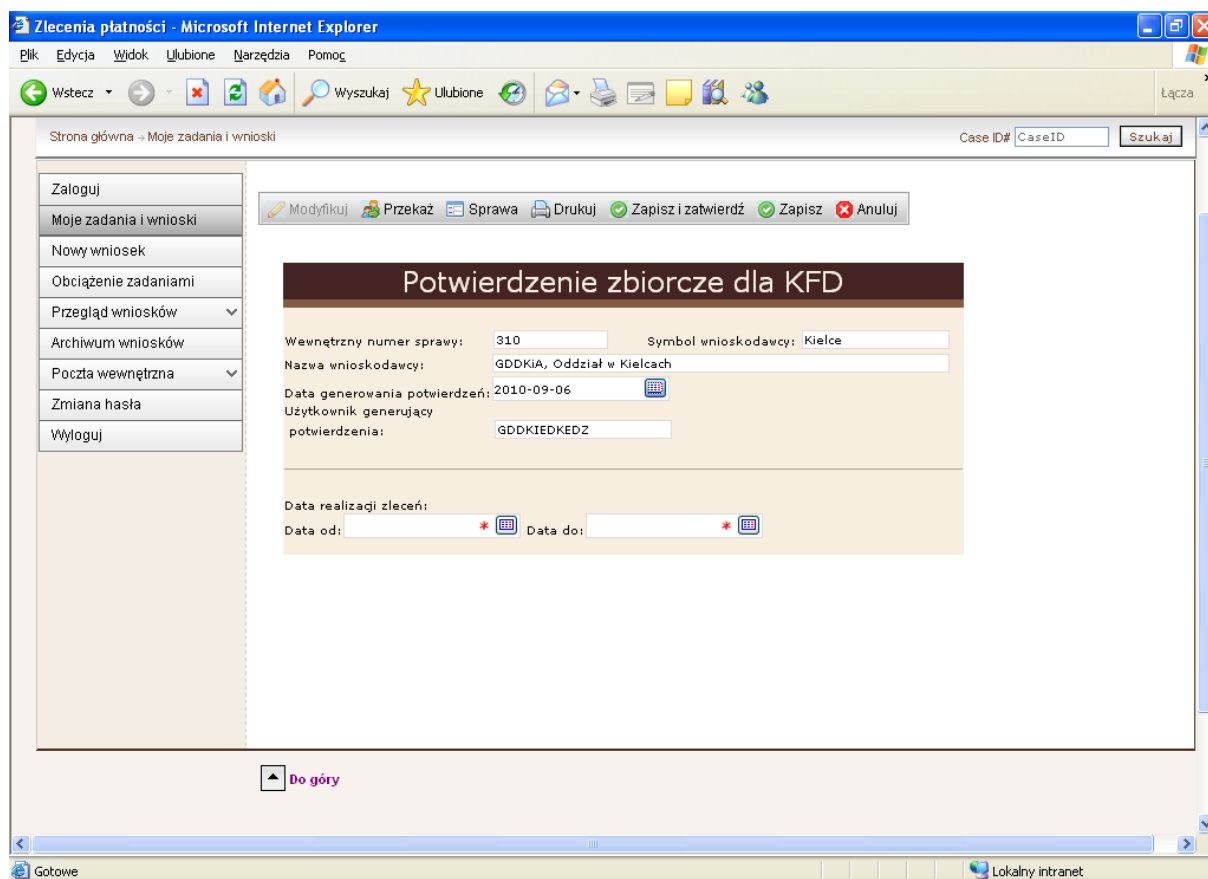 Zlecenia płatności - Microsoft Internet Explorer
Plik Edycja Widok Ulubione Narzędzia Pomoc
Wstecz Wyszukaj Ulubione Łącza
Strona główna → Moje zadania i wnioski Case ID# CaseID Szukaj
Zaloguj
Moje zadania i wnioski
Nowy wniosek
Obciążenie zadaniami
Przegląd wniosków
Archiwum wniosków
Poczta wewnętrzna
Zmiana hasła
Wyloguj
Modyfikuj Przekaż Sprawa Drukuj Zapisz i zatwierdź Zapisz Anuluj
Potwierdzenie zbiorcze dla KFD
Wewnętrzny numer sprawy: 310 Symbol wnioskodawcy: Kielce
Nazwa wnioskodawcy: GDDKiA, Oddział w Kielcach
Data generowania potwierdzeń: 2010-09-06
Użytkownik generujący
potwierdzenia: GDDKIEDKEDZ
Data realizacji zleceń:
Data od: * Data do: *
Do góry
Gotowe Lokalny intranet